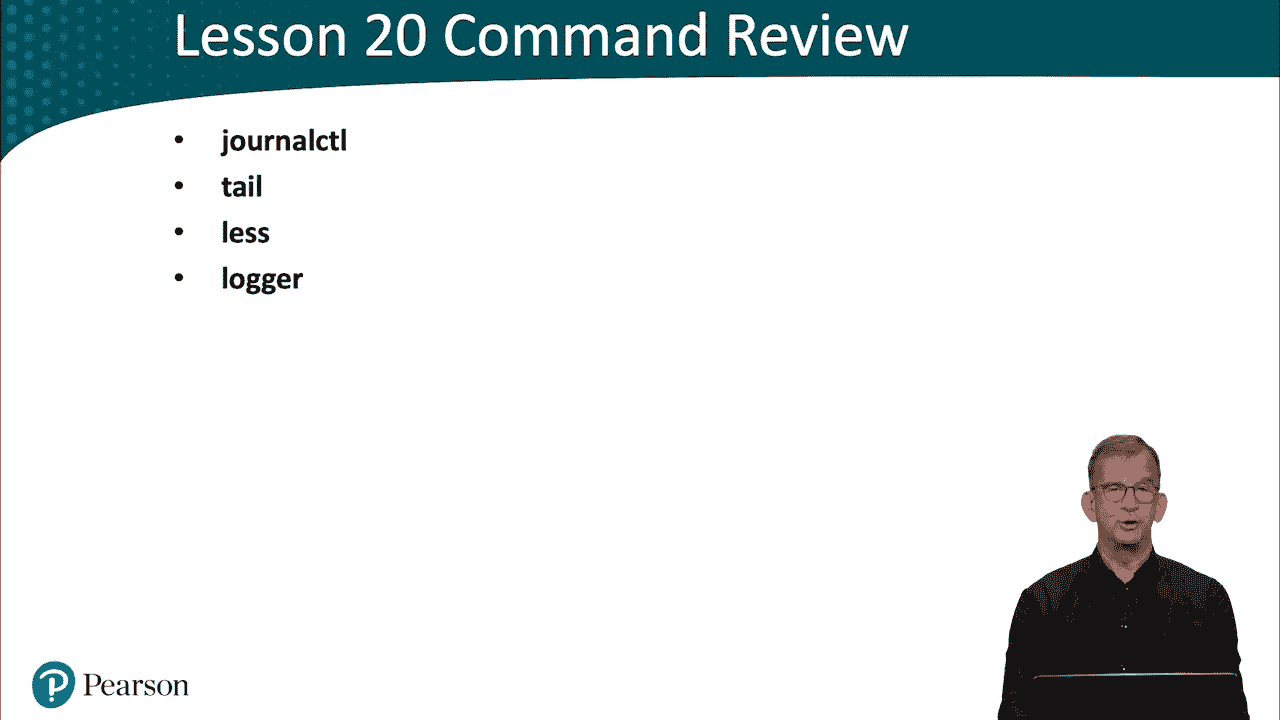 Lesson 20 Command Review
• journalctl
• tail
• less
• logger
Pearson